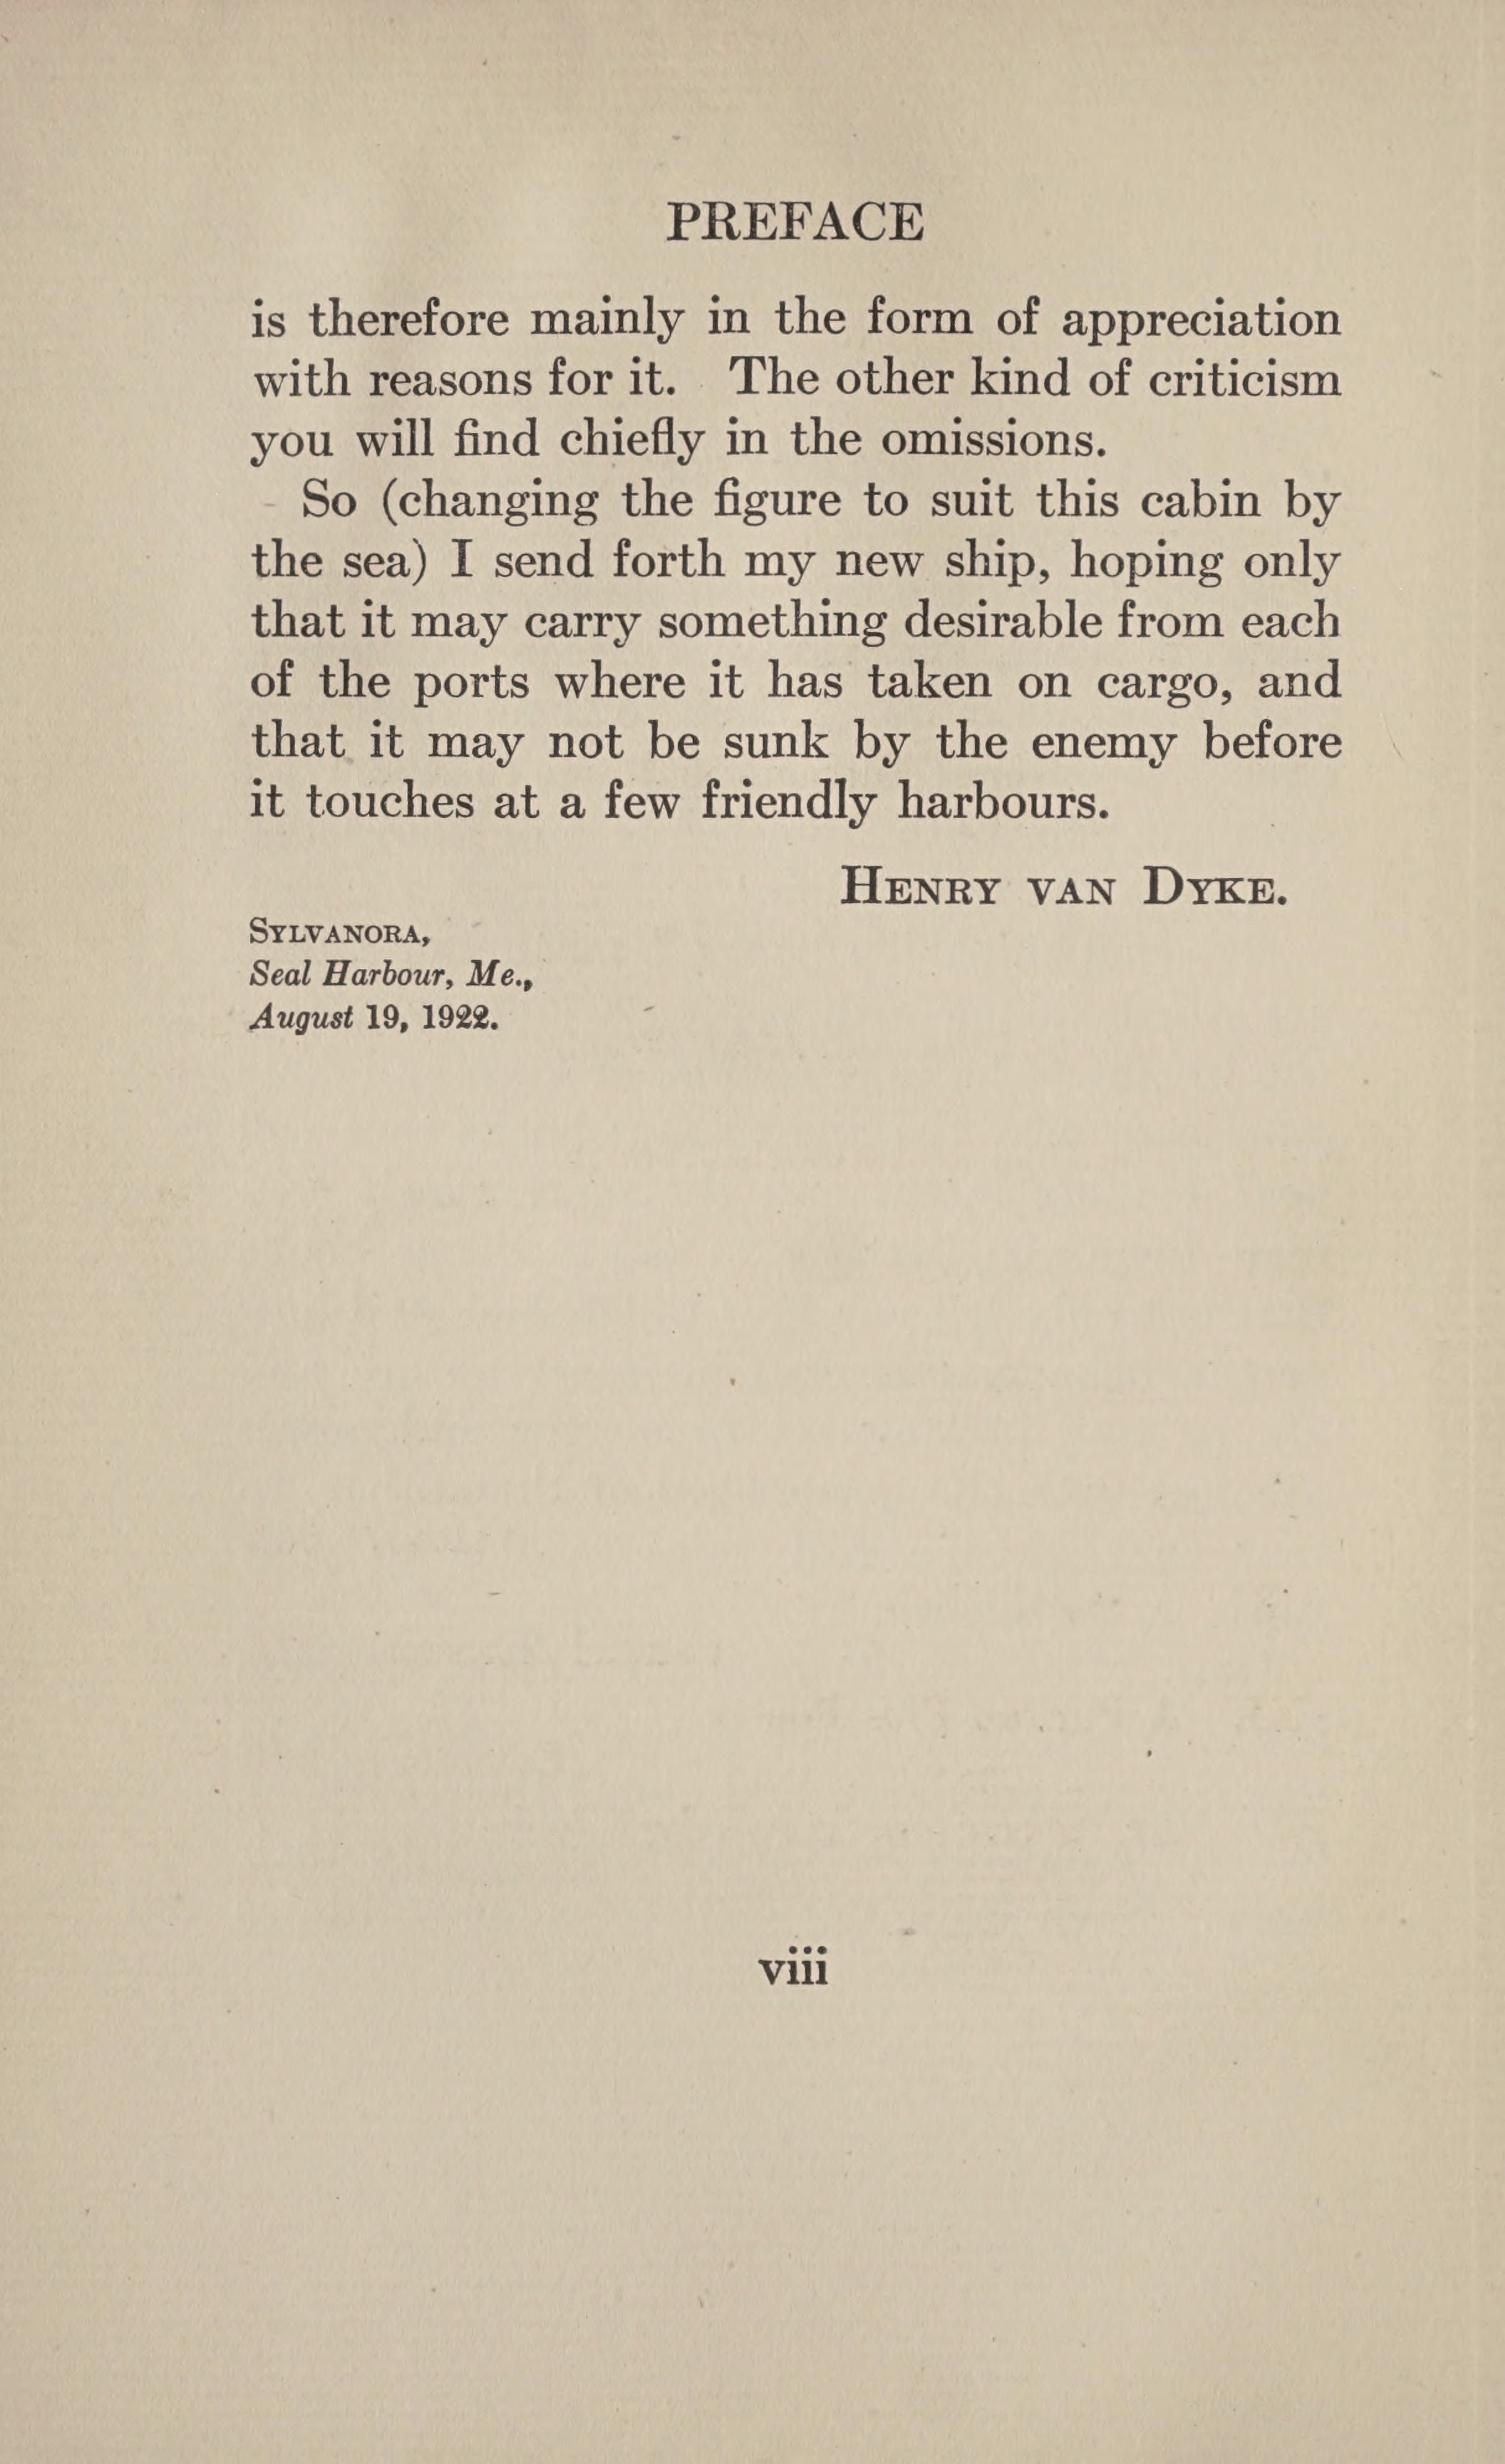 PREFACE
is therefore mainly in the form of appreciation
with reasons for it. The other kind of criticism
you will find chiefly in the omissions.
So (changing the figure to suit this cabin by
the sea) I send forth my new ship, hoping only
that it may carry something desirable from each
of the ports where it has taken on cargo, and
that it may not be sunk by the enemy before
it touches at a few friendly harbours.
HENRY VAN DYKE.
SYLVANORA,
Seal Harbour, Me.,
August 19, 1922.
viii